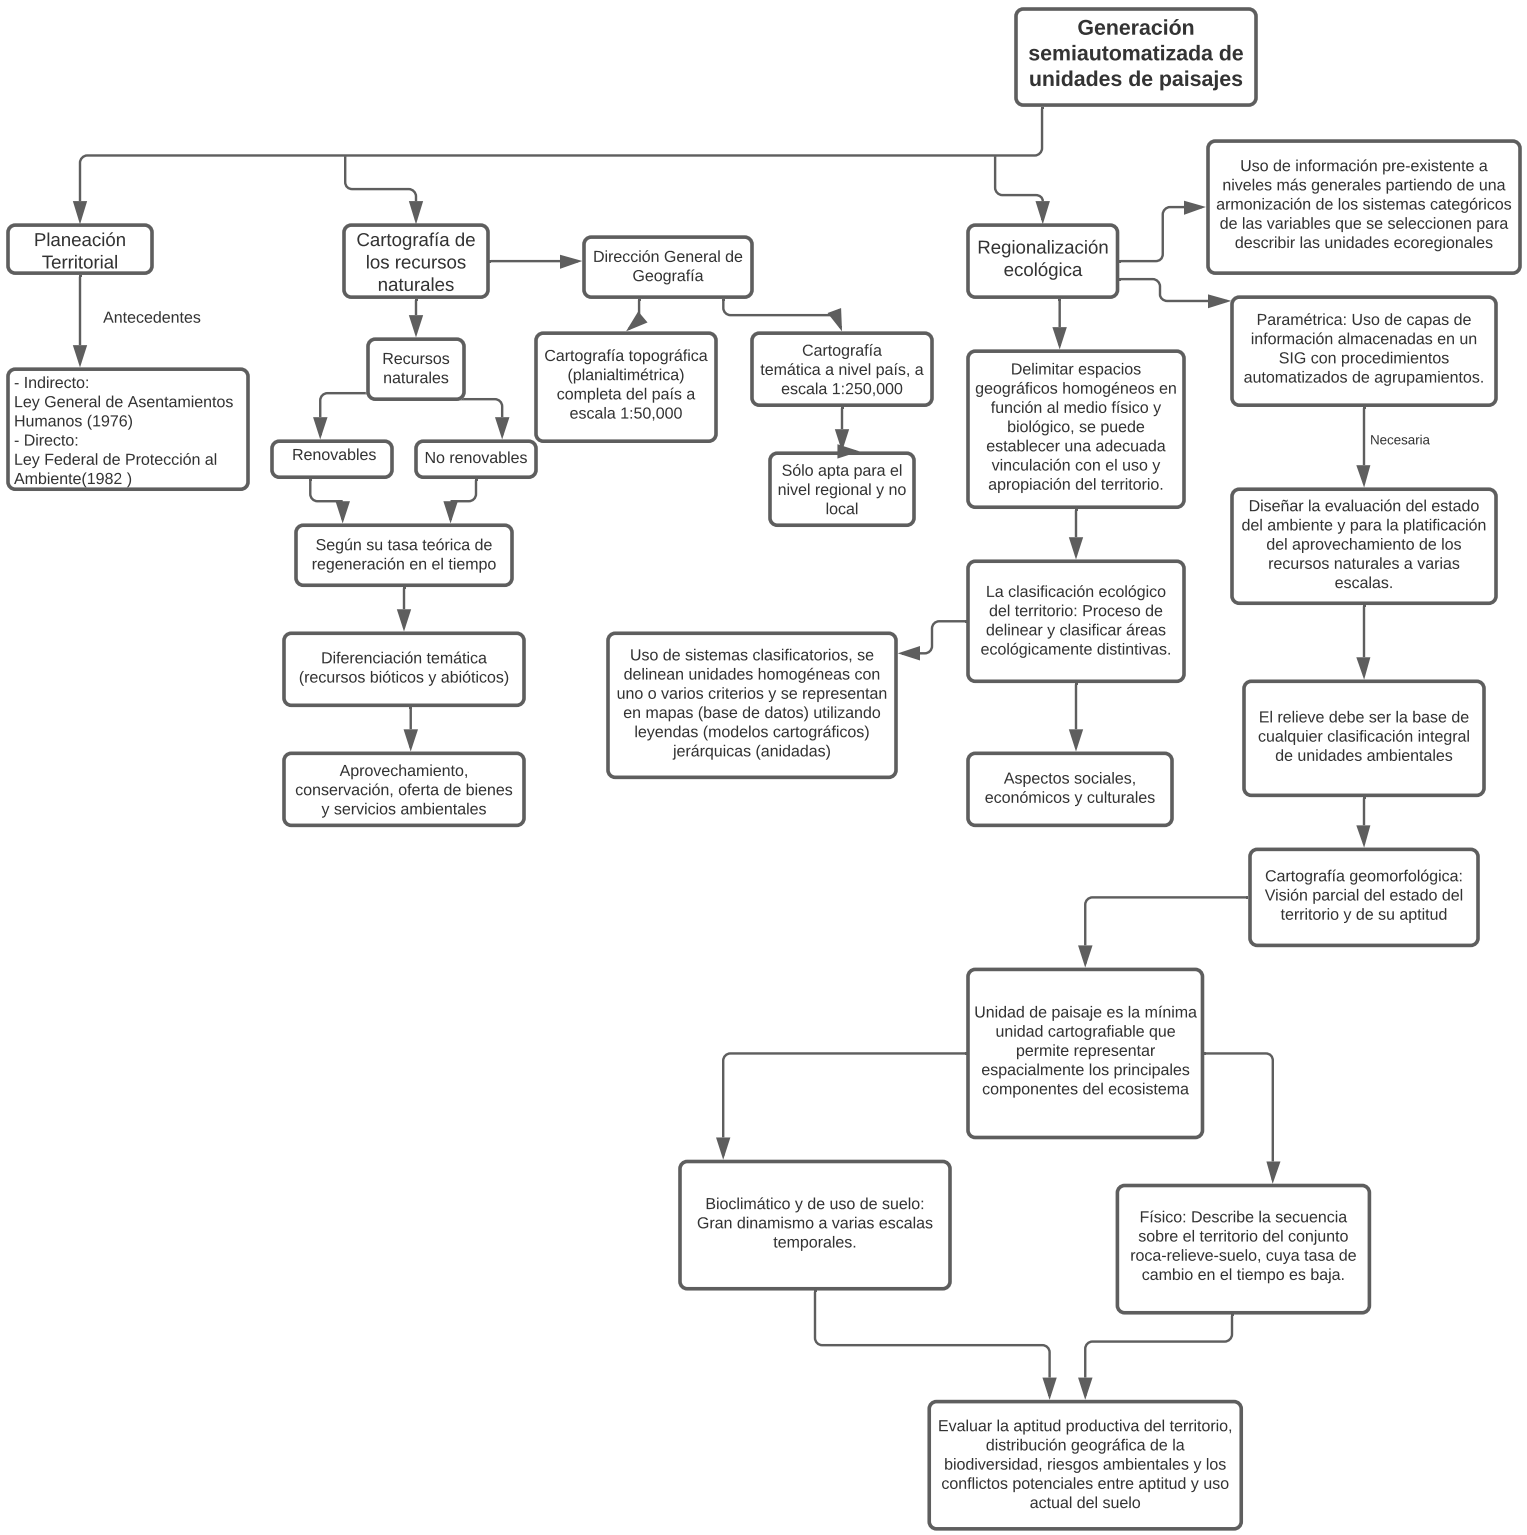 Generación
semiautomatizada de
unidades de paisajes
Planeación
Territorial
Antecedentes
- Indirecto:
Ley General de Asentamientos
Humanos (1976)
- Directo:
Ley Federal de Protección al
Ambiente(1982 )
Cartografía de
los recursos
naturales
Recursos
naturales
Renovables
No renovables
Según su tasa teórica de
regeneración en el tiempo
Diferenciación temática
(recursos bióticos y abióticos)
Aprovechamiento,
conservación, oferta de bienes
y servicios ambientales
Dirección General de
Geografía
Cartografía topográfica
(planialtimétrica)
completa del país a
escala 1:50,000
Cartografía
temática a nivel país, a
escala 1:250,000
Sólo apta para el
nivel regional y no
local
Regionalización
ecológica
Uso de información pre-existente a
niveles más generales partiendo de una
armonización de los sistemas categóricos
de las variables que se seleccionen para
describir las unidades ecoregionales
Delimitar espacios
geográficos homogéneos en
función al medio físico y
biológico, se puede
establecer una adecuada
vinculación con el uso y
apropiación del territorio.
La clasificación ecológico
del territorio: Proceso de
delinear y clasificar áreas
ecológicamente distintivas.
Uso de sistemas clasificatorios, se
delinean unidades homogéneas con
uno o varios criterios y se representan
en mapas (base de datos) utilizando
leyendas (modelos cartográficos)
jerárquicas (anidadas)
Aspectos sociales,
económicos y culturales
Paramétrica: Uso de capas de
información almacenadas en un
SIG con procedimientos
automatizados de agrupamientos.
Necesaria
Diseñar la evaluación del estado
del ambiente y para la platificación
del aprovechamiento de los
recursos naturales a varias
escalas.
El relieve debe ser la base de
cualquier clasificación integral
de unidades ambientales
Cartografía geomorfológica:
Visión parcial del estado del
territorio y de su aptitud
Unidad de paisaje es la mínima
unidad cartografiable que
permite representar
espacialmente los principales
componentes del ecosistema
Bioclimático y de uso de suelo:
Gran dinamismo a varias escalas
temporales.
Físico: Describe la secuencia
sobre el territorio del conjunto
roca-relieve-suelo, cuya tasa de
cambio en el tiempo es baja.
Evaluar la aptitud productiva del territorio,
distribución geográfica de la
biodiversidad, riesgos ambientales y los
conflictos potenciales entre aptitud y uso
actual del suelo